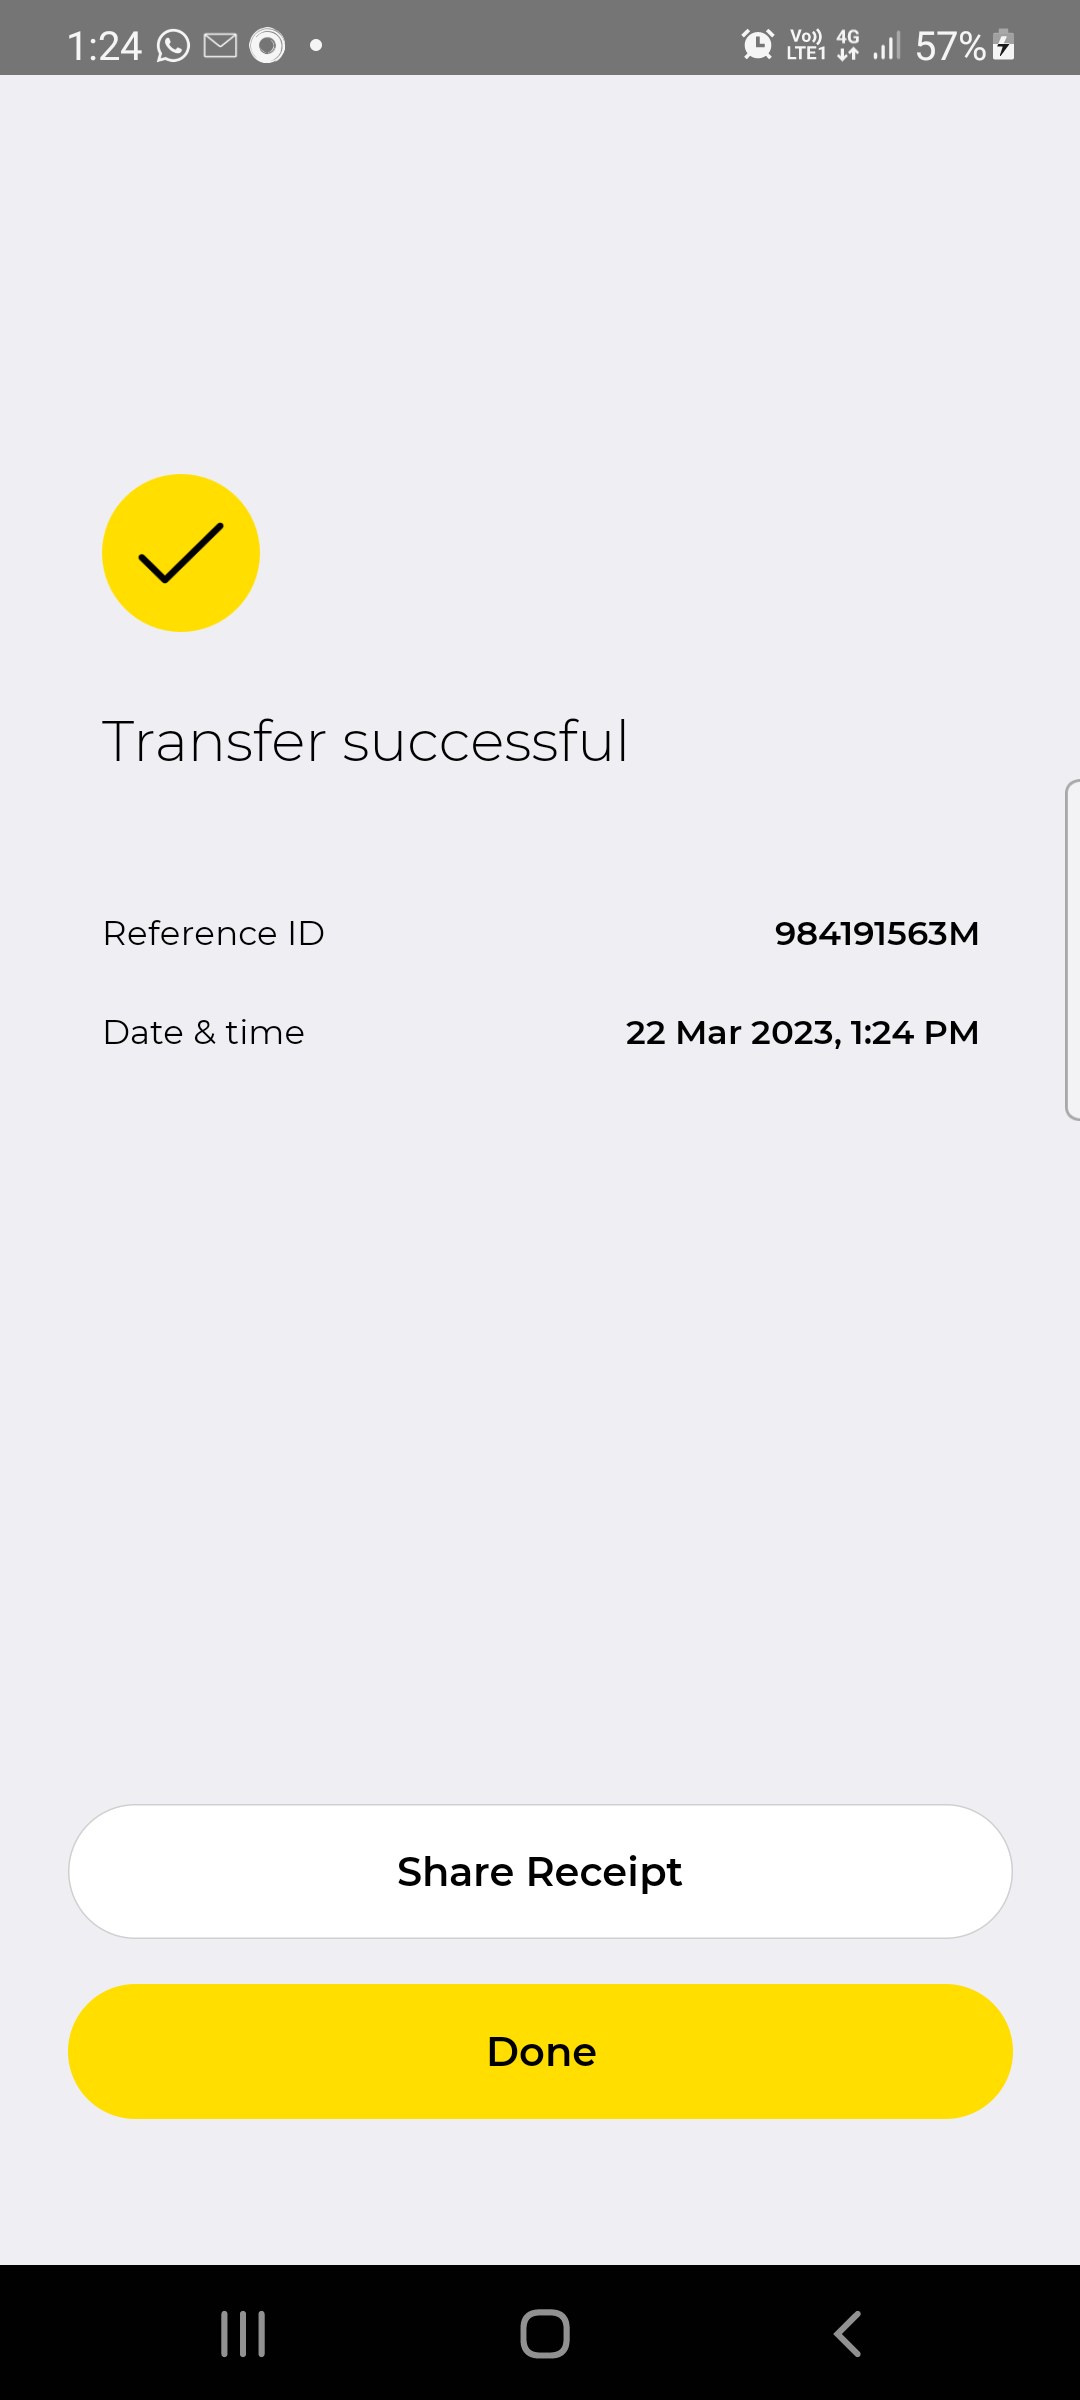 1:24 Vo)) LTE1 4G 57%
Transfer successful
Reference ID 984191563M
Date & time 22 Mar 2023, 1:24 PM
Share Receipt
Done